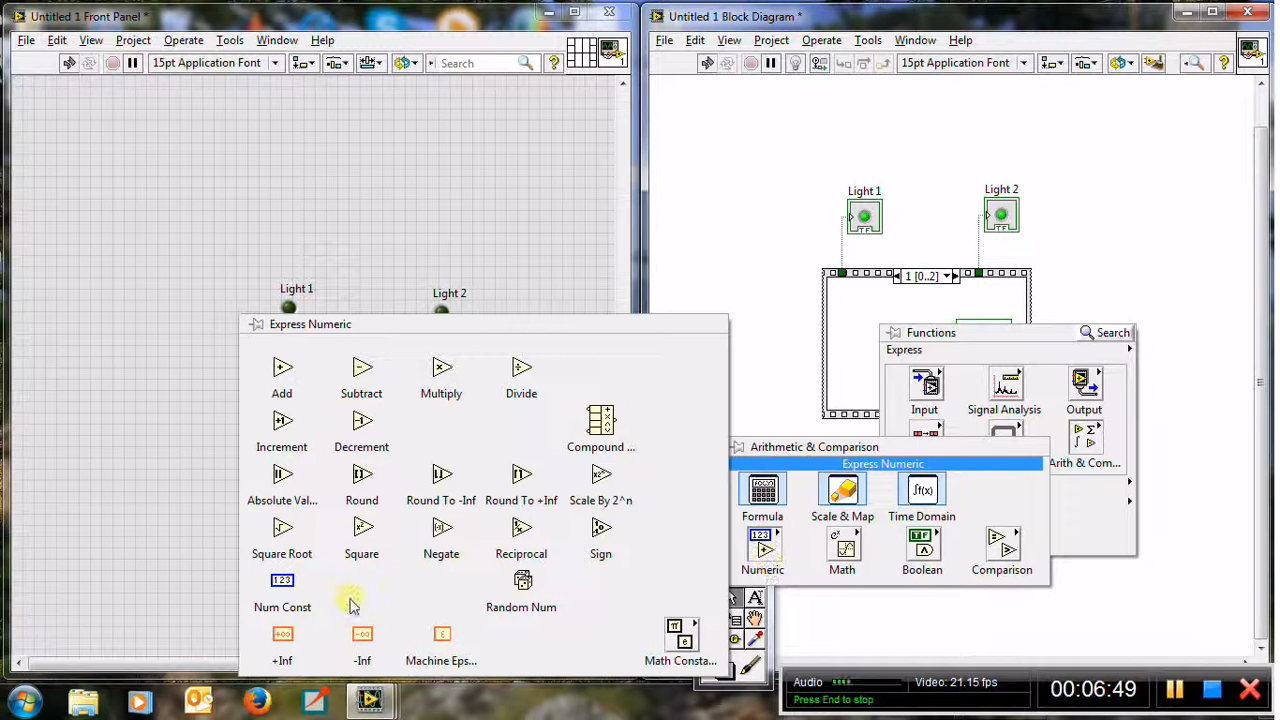 Untitled 1 Front Panel *
File Edit View Project Operate Tools Window Help
15pt Application Font
Search
Light 1
Light 2
Express Numeric
Add
Subtract
Multiply
Divide
Increment
Decrement
Compound ...
Absolute Val...
Round
Round To -Inf
Round To +Inf
Scale By 2^n
Square Root
Square
Negate
Reciprocal
Sign
123
Num Const
Random Num
+∞
-∞
ε
+Inf
-Inf
Machine Eps...
π
e
Math Consta...
Untitled 1 Block Diagram *
File Edit View Project Operate Tools Window Help
15pt Application Font
Light 1
Light 2
TF
TF
1 [0..2]
Functions
Search
Express
Input
Signal Analysis
Output
Arith & Com...
Arithmetic & Comparison
Express Numeric
Formula
Scale & Map
Time Domain
123
TF
Numeric
Math
Boolean
Comparison
Audio
Video: 21.15 fps
Press End to stop
00:06:49